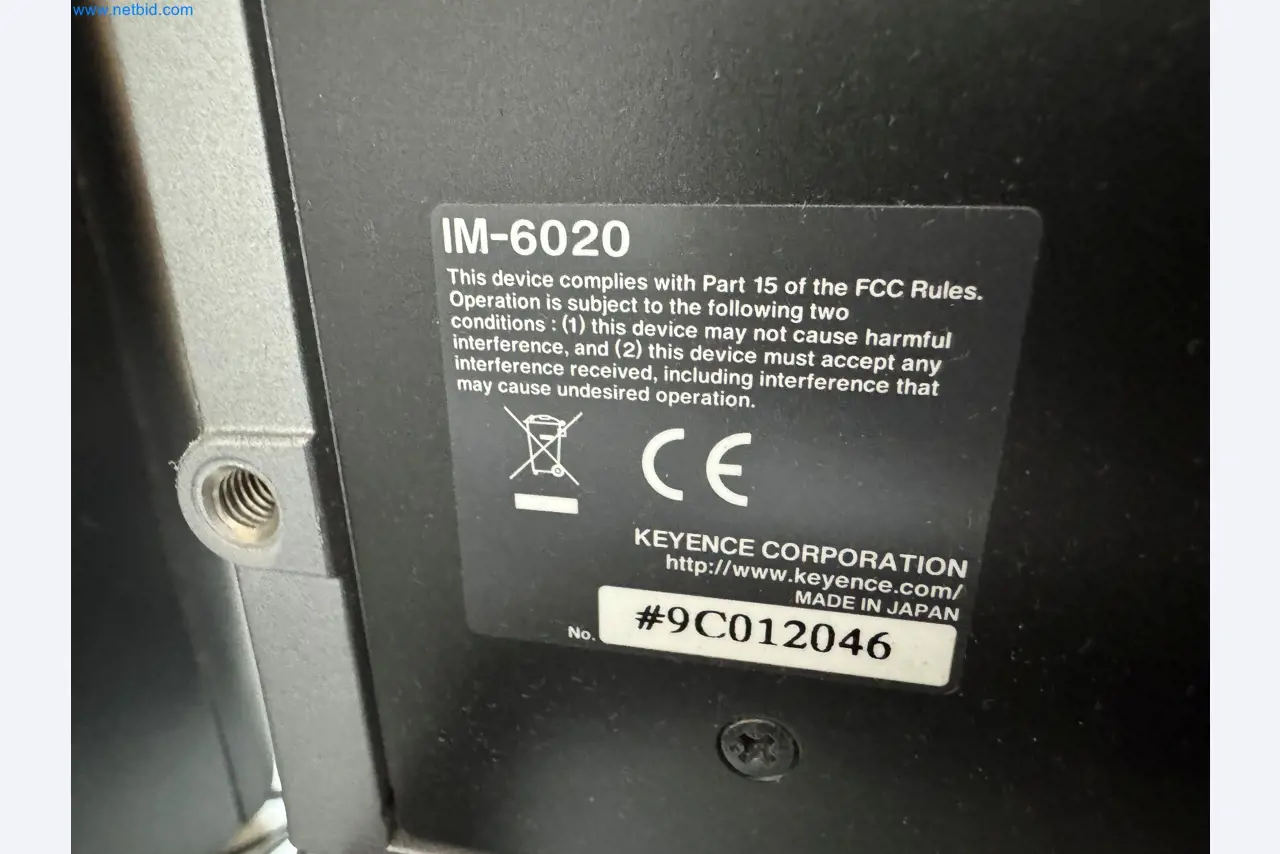 www.netbid.com
IM-6020
This device complies with Part 15 of the FCC Rules.
Operation is subject to the following two
conditions : (1) this device may not cause harmful
interference, and (2) this device must accept any
interference received, including interference that
may cause undesired operation.
CE
KEYENCE CORPORATION
http://www.keyence.com/
MADE IN JAPAN
No. #9C012046